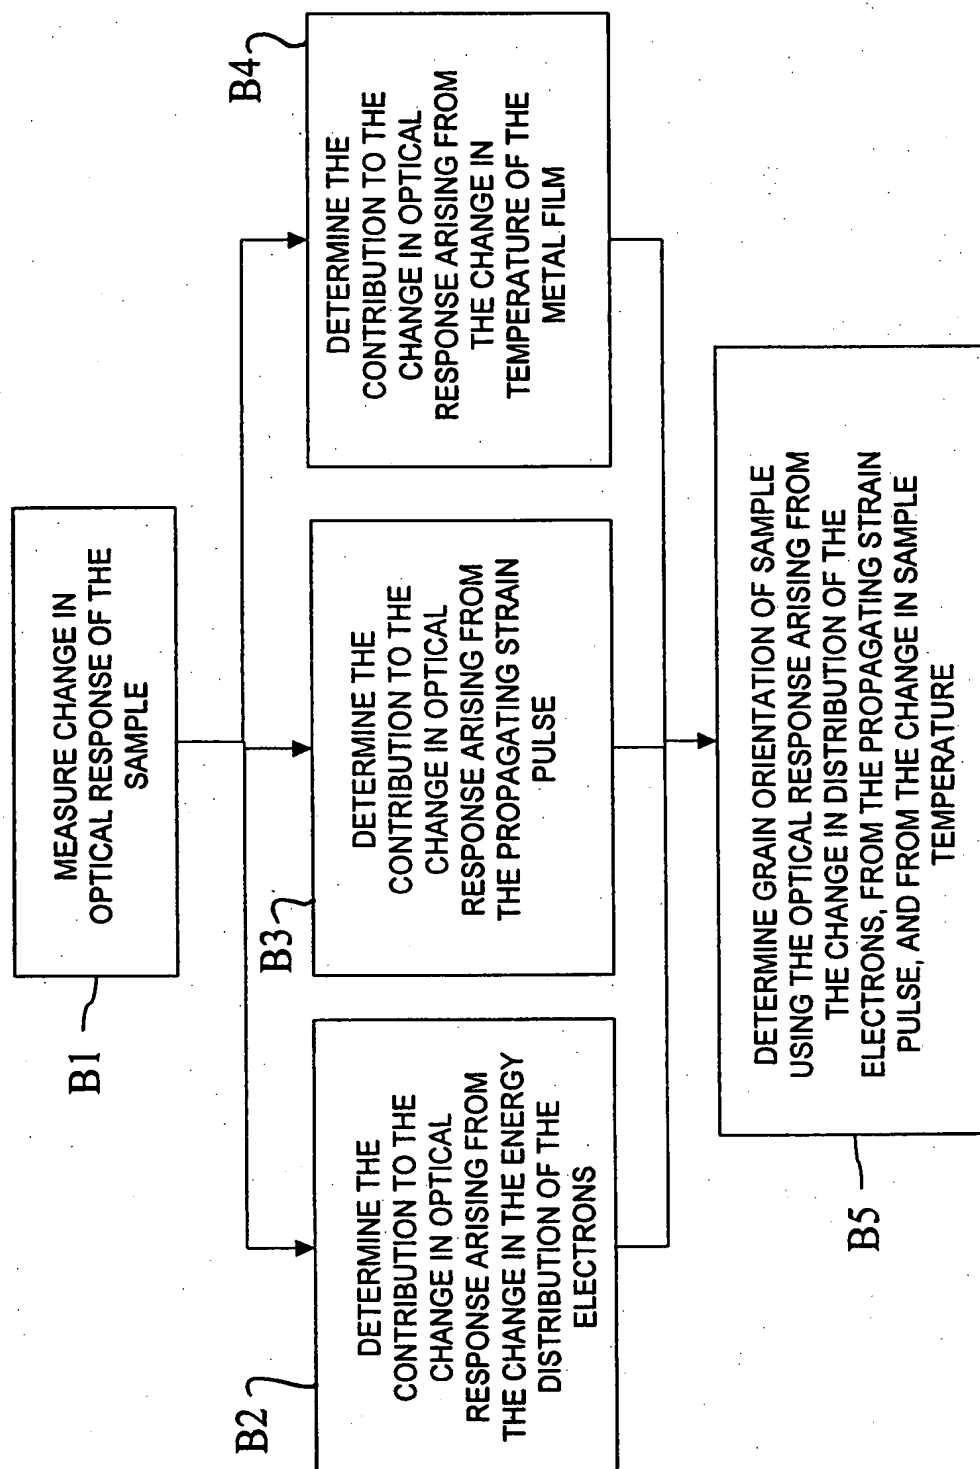 B1
MEASURE CHANGE IN
OPTICAL RESPONSE OF THE
SAMPLE
B2
DETERMINE THE
CONTRIBUTION TO THE
CHANGE IN OPTICAL
RESPONSE ARISING FROM
THE CHANGE IN THE ENERGY
DISTRIBUTION OF THE
ELECTRONS
B3
DETERMINE THE
CONTRIBUTION TO THE
CHANGE IN OPTICAL
RESPONSE ARISING FROM
THE PROPAGATING STRAIN
PULSE
B4
DETERMINE THE
CONTRIBUTION TO THE
CHANGE IN OPTICAL
RESPONSE ARISING FROM
THE CHANGE IN
TEMPERATURE OF THE
METAL FILM
B5
DETERMINE GRAIN ORIENTATION OF SAMPLE
USING THE OPTICAL RESPONSE ARISING FROM
THE CHANGE IN DISTRIBUTION OF THE
ELECTRONS, FROM THE PROPAGATING STRAIN
PULSE, AND FROM THE CHANGE IN SAMPLE
TEMPERATURE